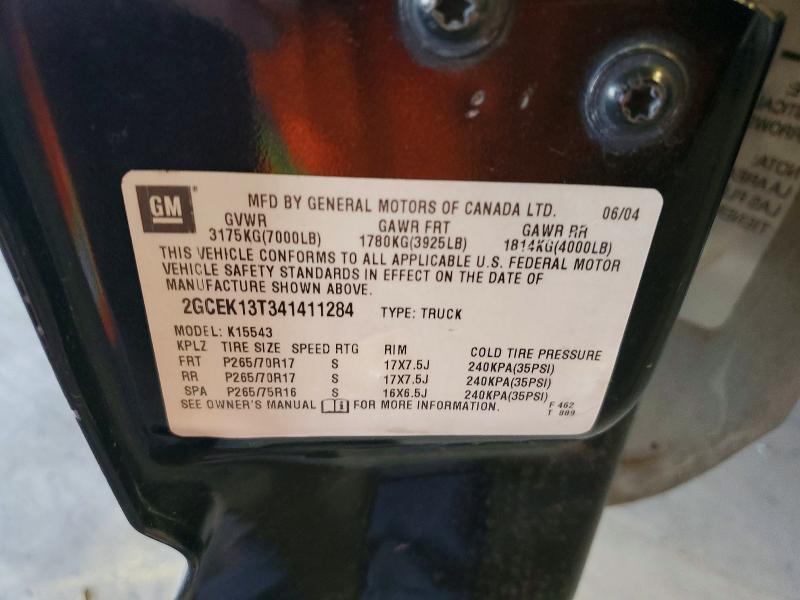 GM MFD BY GENERAL MOTORS OF CANADA LTD. 06/04
GVWR GAWR FRT GAWR RR
3175KG(7000LB) 1780KG(3925LB) 1814KG(4000LB)
THIS VEHICLE CONFORMS TO ALL APPLICABLE U.S. FEDERAL MOTOR
VEHICLE SAFETY STANDARDS IN EFFECT ON THE DATE OF
MANUFACTURE SHOWN ABOVE.
2GCEK13T341411284 TYPE: TRUCK
MODEL: K15543
KPLZ TIRE SIZE SPEED RTG RIM COLD TIRE PRESSURE
FRT P265/70R17 S 17X7.5J 240KPA(35PSI)
RR P265/70R17 S 17X7.5J 240KPA(35PSI)
SPA P265/75R16 S 16X6.5J 240KPA(35PSI)
SEE OWNER'S MANUAL FOR MORE INFORMATION. F 462
T 889